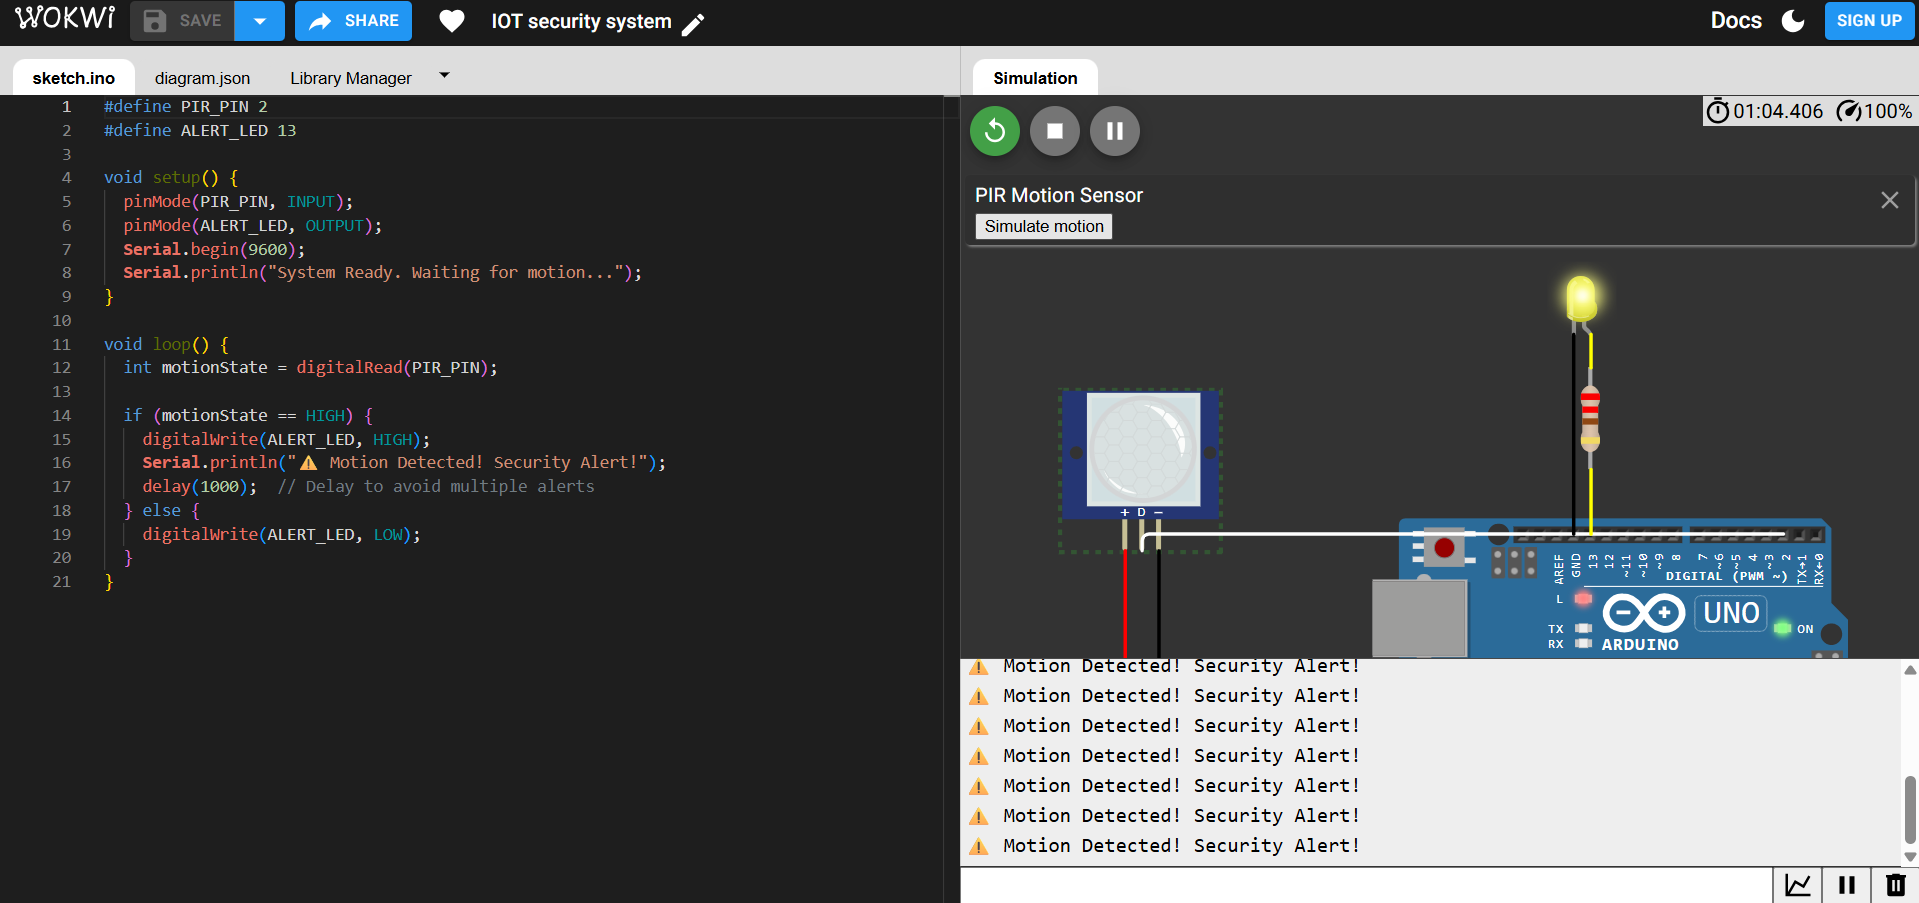 WOKWi SAVE SHARE IOT security system Docs SIGN UP
sketch.ino diagram.json Library Manager
1 #define PIR_PIN 2
2 #define ALERT_LED 13
3
4 void setup() {
5 pinMode(PIR_PIN, INPUT);
6 pinMode(ALERT_LED, OUTPUT);
7 Serial.begin(9600);
8 Serial.println("System Ready. Waiting for motion...");
9 }
10
11 void loop() {
12 int motionState = digitalRead(PIR_PIN);
13
14 if (motionState == HIGH) {
15 digitalWrite(ALERT_LED, HIGH);
16 Serial.println("⚠️ Motion Detected! Security Alert!");
17 delay(1000); // Delay to avoid multiple alerts
18 } else {
19 digitalWrite(ALERT_LED, LOW);
20 }
21 }
Simulation
01:04.406 100%
PIR Motion Sensor
Simulate motion
+ D −
AREF GND 13 12 ~11 ~10 ~9 8 7 ~6 ~5 4 ~3 2 TX→1 RX←0
DIGITAL (PWM ~)
L
UNO
TX ON
RX ARDUINO
⚠️ Motion Detected! Security Alert!
⚠️ Motion Detected! Security Alert!
⚠️ Motion Detected! Security Alert!
⚠️ Motion Detected! Security Alert!
⚠️ Motion Detected! Security Alert!
⚠️ Motion Detected! Security Alert!
⚠️ Motion Detected! Security Alert!